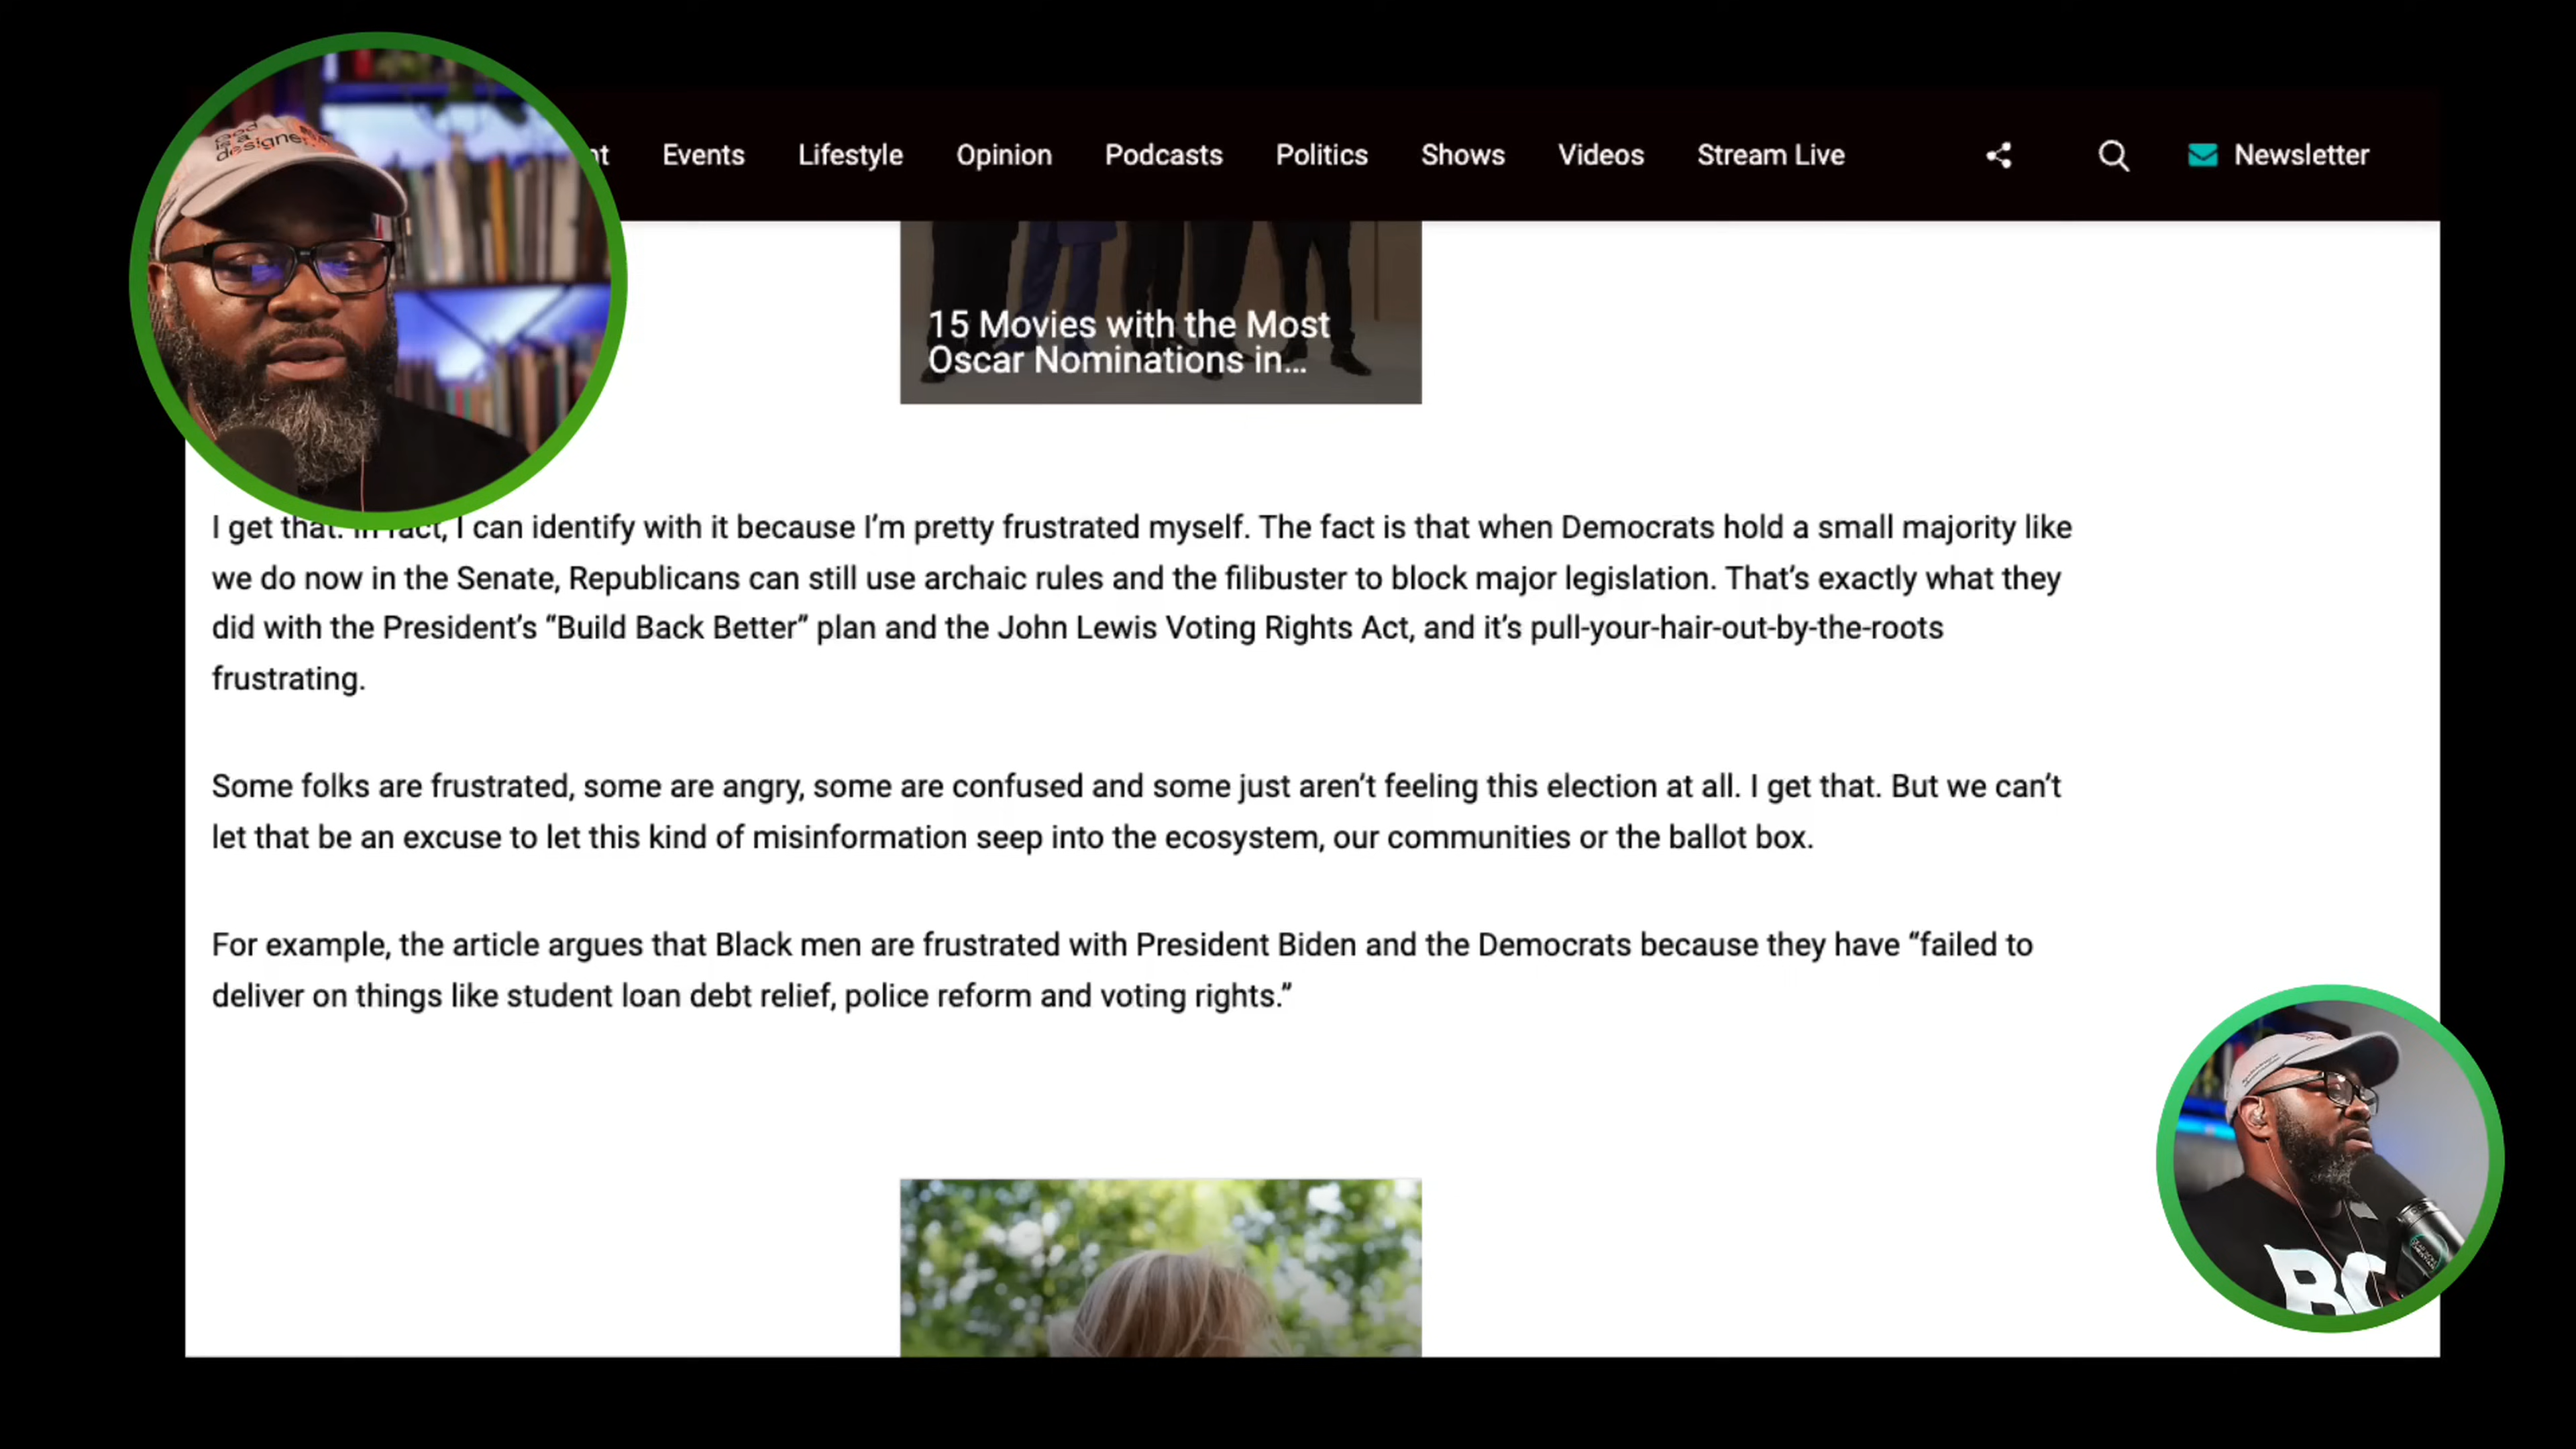 God
is a
designer
nt
Events
Lifestyle
Opinion
Podcasts
Politics
Shows
Videos
Stream Live
Newsletter
15 Movies with the Most
Oscar Nominations in...
I get that. In fact, I can identify with it because I’m pretty frustrated myself. The fact is that when Democrats hold a small majority like
we do now in the Senate, Republicans can still use archaic rules and the filibuster to block major legislation. That’s exactly what they
did with the President’s “Build Back Better” plan and the John Lewis Voting Rights Act, and it’s pull-your-hair-out-by-the-roots
frustrating.
Some folks are frustrated, some are angry, some are confused and some just aren’t feeling this election at all. I get that. But we can’t
let that be an excuse to let this kind of misinformation seep into the ecosystem, our communities or the ballot box.
For example, the article argues that Black men are frustrated with President Biden and the Democrats because they have “failed to
deliver on things like student loan debt relief, police reform and voting rights.”
BC